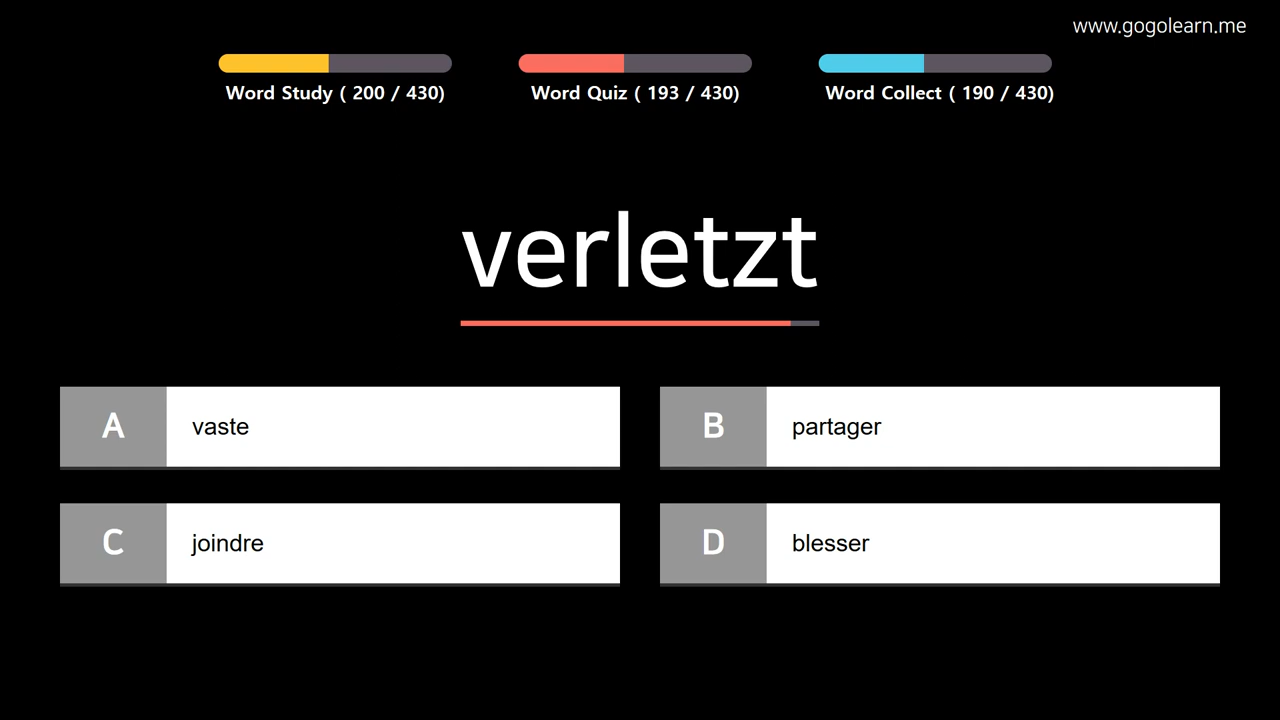 www.gogolearn.me
Word Study ( 200 / 430)
Word Quiz ( 193 / 430)
Word Collect ( 190 / 430)
verletzt
A vaste
B partager
C joindre
D blesser